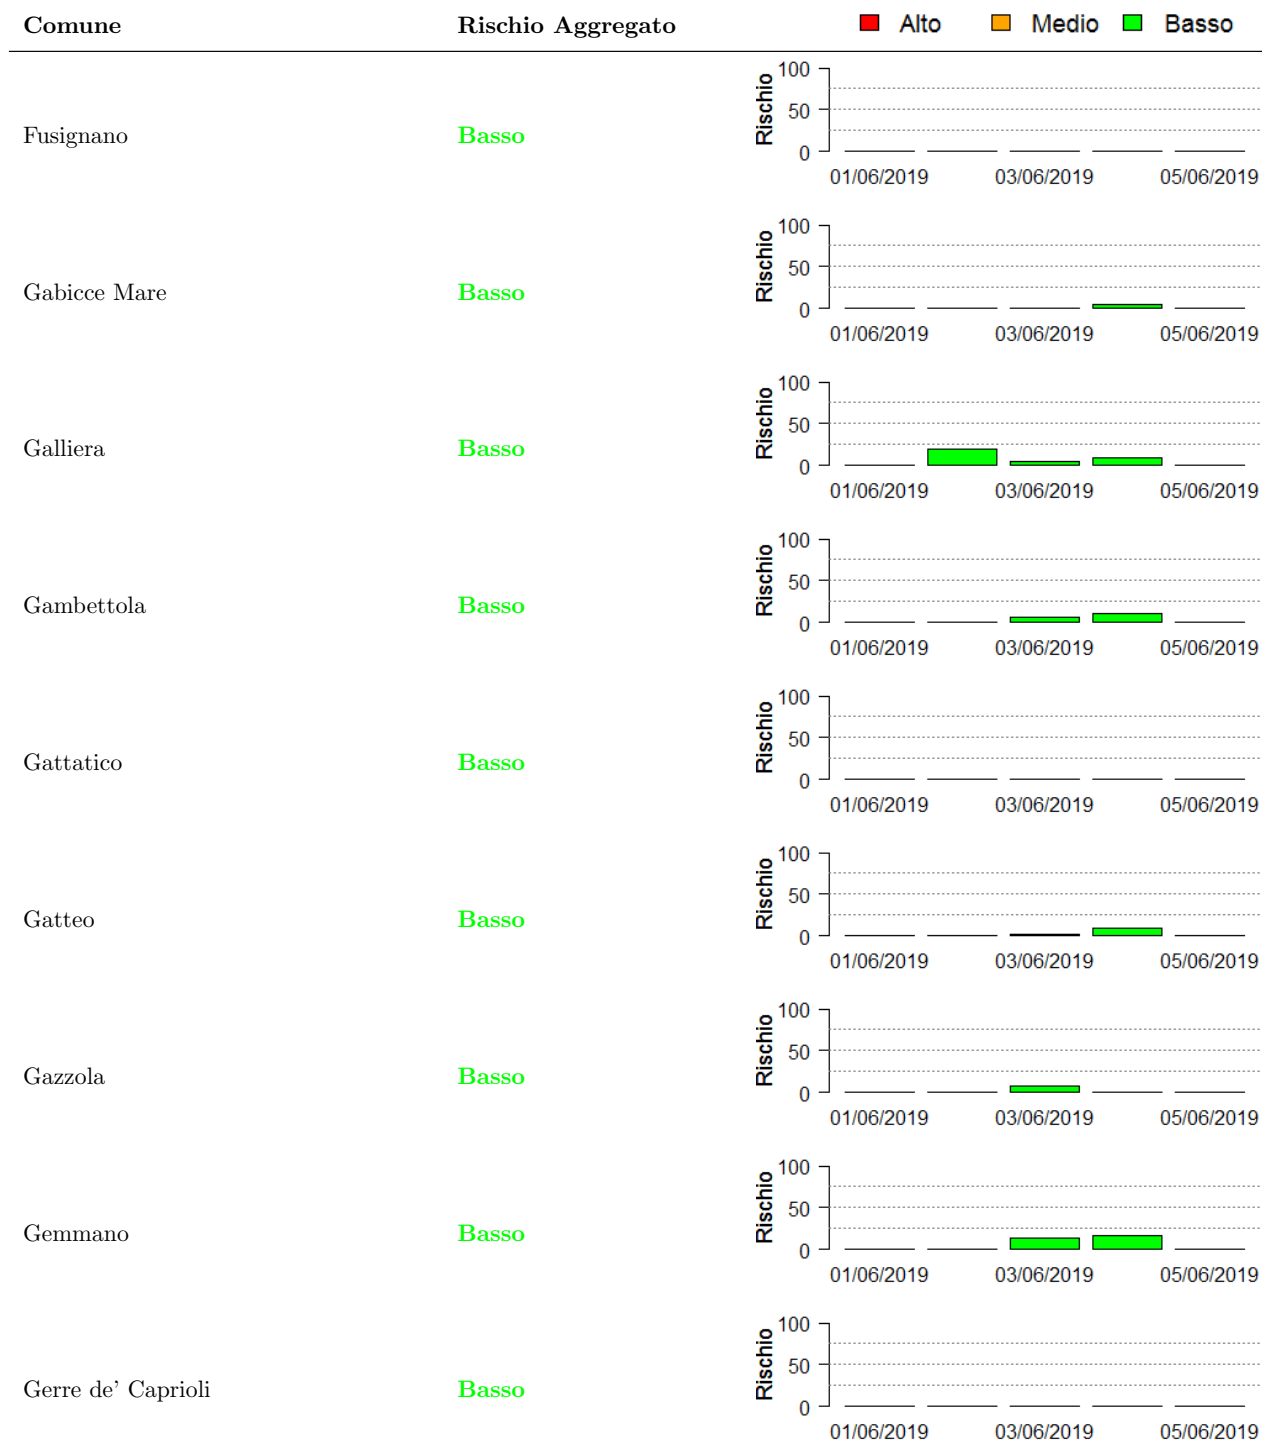 Comune Rischio Aggregato Alto Medio Basso
100
50
0
Rischio
Fusignano Basso
01/06/2019 03/06/2019 05/06/2019
100
50
0
Rischio
Gabicce Mare Basso
01/06/2019 03/06/2019 05/06/2019
100
50
0
Rischio
Galliera Basso
01/06/2019 03/06/2019 05/06/2019
100
50
0
Rischio
Gambettola Basso
01/06/2019 03/06/2019 05/06/2019
100
50
0
Rischio
Gattatico Basso
01/06/2019 03/06/2019 05/06/2019
100
50
0
Rischio
Gatteo Basso
01/06/2019 03/06/2019 05/06/2019
100
50
0
Rischio
Gazzola Basso
01/06/2019 03/06/2019 05/06/2019
100
50
0
Rischio
Gemmano Basso
01/06/2019 03/06/2019 05/06/2019
100
50
0
Rischio
Gerre de' Caprioli Basso
01/06/2019 03/06/2019 05/06/2019